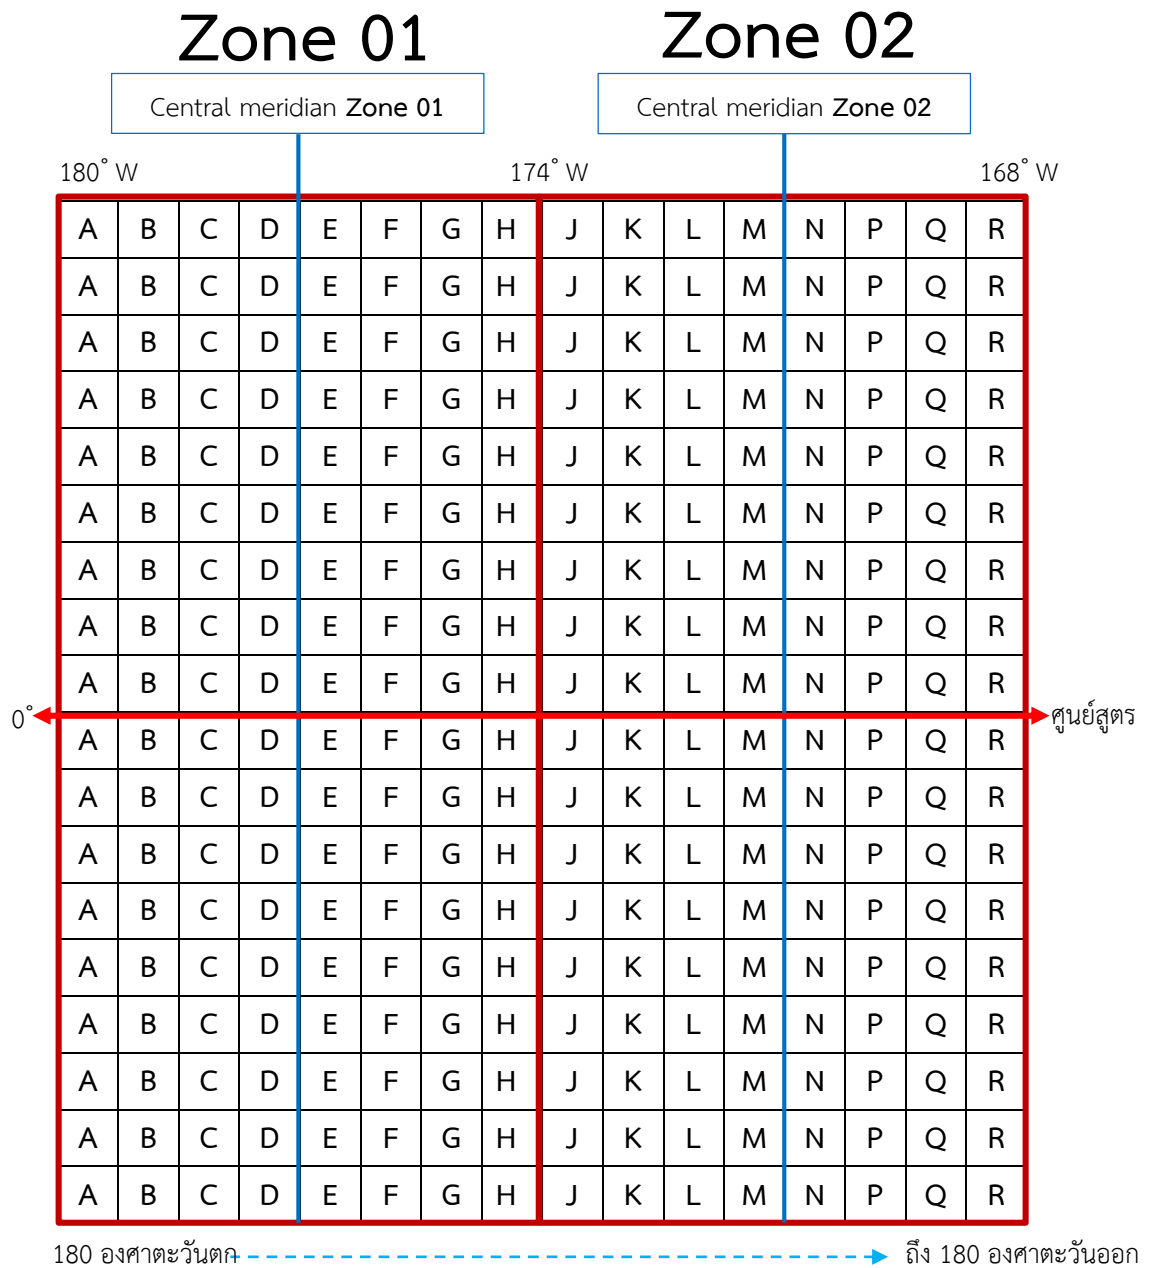 Zone 01 Zone 02
Central meridian Zone 01 Central meridian Zone 02
180° W 174° W 168° W
A B C D E F G H J K L M N P Q R
A B C D E F G H J K L M N P Q R
A B C D E F G H J K L M N P Q R
A B C D E F G H J K L M N P Q R
A B C D E F G H J K L M N P Q R
A B C D E F G H J K L M N P Q R
A B C D E F G H J K L M N P Q R
A B C D E F G H J K L M N P Q R
A B C D E F G H J K L M N P Q R
0° ศูนย์สูตร
A B C D E F G H J K L M N P Q R
A B C D E F G H J K L M N P Q R
A B C D E F G H J K L M N P Q R
A B C D E F G H J K L M N P Q R
A B C D E F G H J K L M N P Q R
A B C D E F G H J K L M N P Q R
A B C D E F G H J K L M N P Q R
A B C D E F G H J K L M N P Q R
A B C D E F G H J K L M N P Q R
180 องศาตะวันตก ถึง 180 องศาตะวันออก